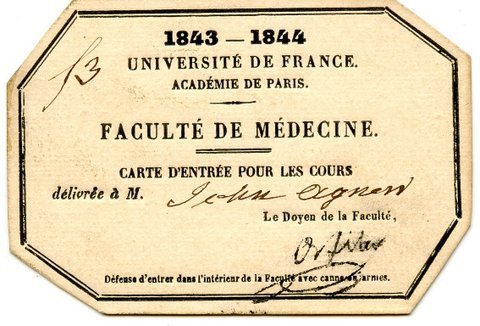 1843 — 1844
UNIVERSITÉ DE FRANCE.
ACADÉMIE DE PARIS.
FACULTÉ DE MÉDECINE.
CARTE D'ENTRÉE POUR LES COURS
délivrée à M. John Agnew
Le Doyen de la Faculté,
Orfila
Défense d'entrer dans l'intérieur de la Faculté avec canne ou armes.